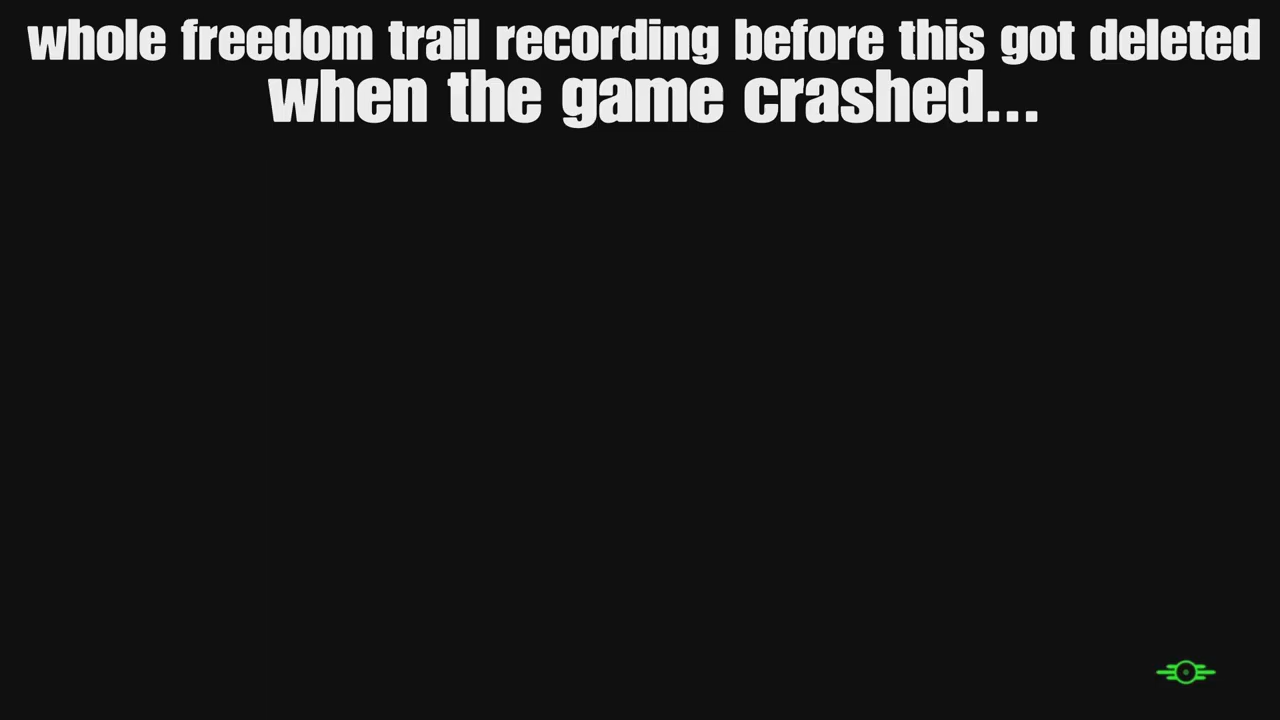 whole freedom trail recording before this got deleted
when the game crashed...